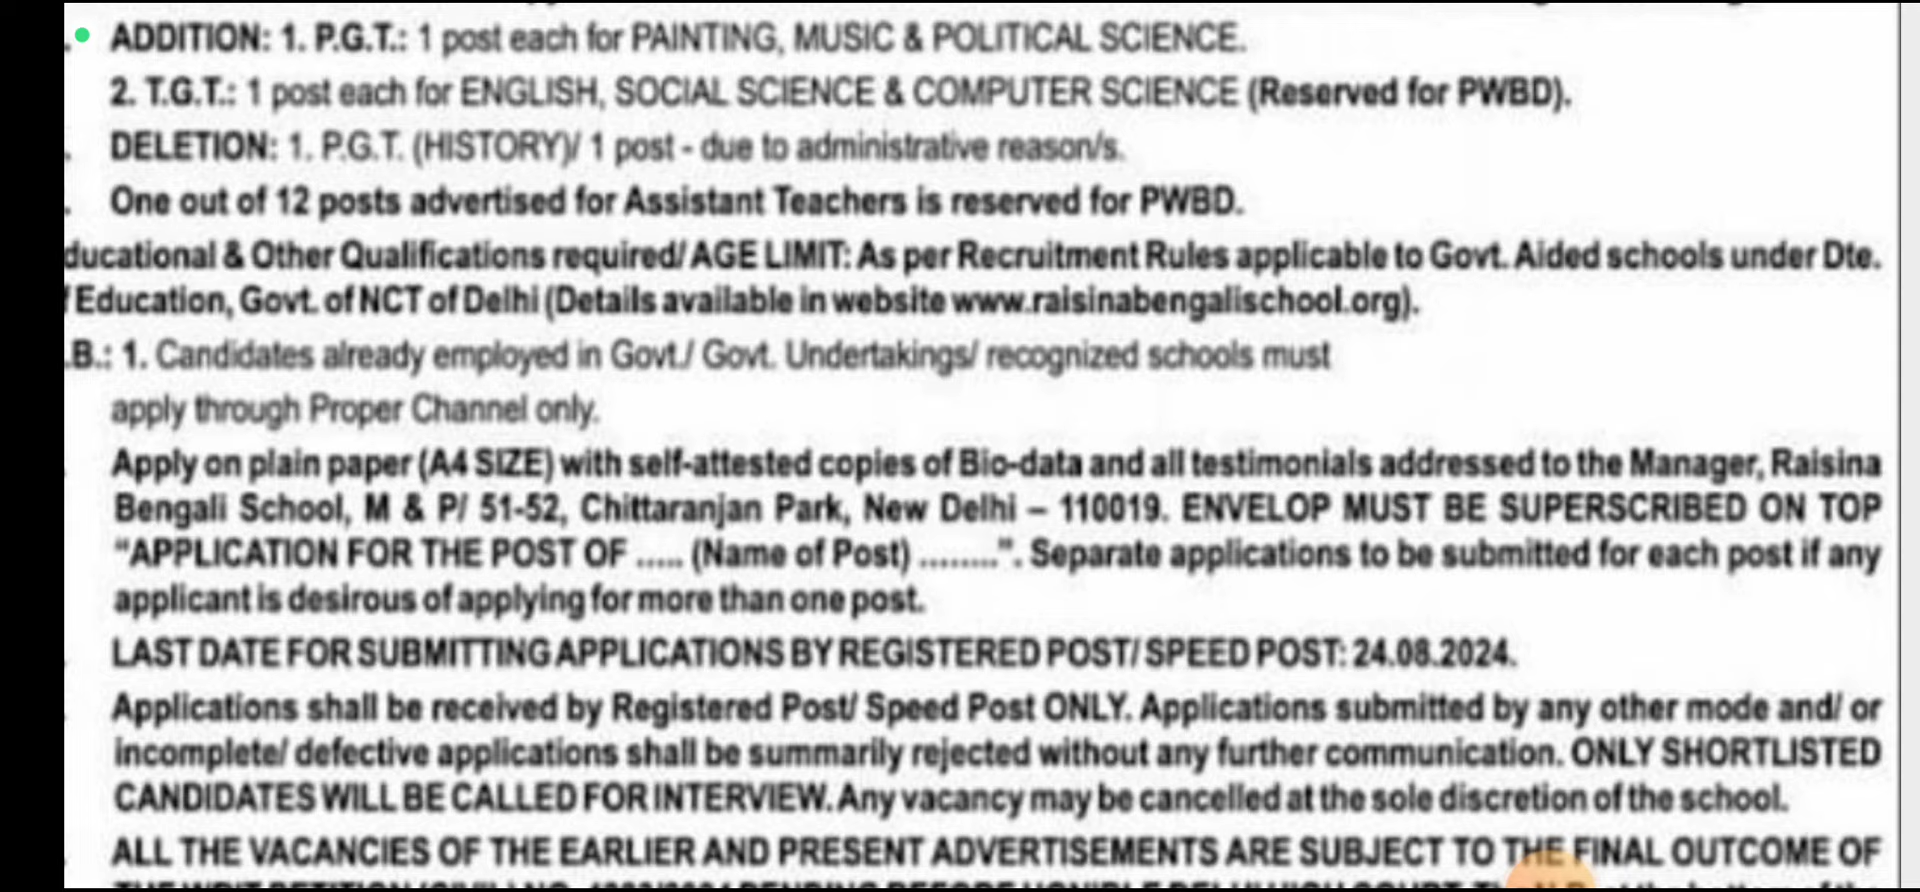 . • ADDITION: 1. P.G.T.: 1 post each for PAINTING, MUSIC & POLITICAL SCIENCE.
2. T.G.T.: 1 post each for ENGLISH, SOCIAL SCIENCE & COMPUTER SCIENCE (Reserved for PWBD).
. DELETION: 1. P.G.T. (HISTORY)/ 1 post - due to administrative reason/s.
. One out of 12 posts advertised for Assistant Teachers is reserved for PWBD.
ducational & Other Qualifications required/ AGE LIMIT: As per Recruitment Rules applicable to Govt. Aided schools under Dte.
f Education, Govt. of NCT of Delhi (Details available in website www.raisinabengalischool.org).
.B.: 1. Candidates already employed in Govt./ Govt. Undertakings/ recognized schools must
apply through Proper Channel only.
Apply on plain paper (A4 SIZE) with self-attested copies of Bio-data and all testimonials addressed to the Manager, Raisina
Bengali School, M & P/ 51-52, Chittaranjan Park, New Delhi – 110019. ENVELOP MUST BE SUPERSCRIBED ON TOP
“APPLICATION FOR THE POST OF ..... (Name of Post) ........”. Separate applications to be submitted for each post if any
applicant is desirous of applying for more than one post.
LAST DATE FOR SUBMITTING APPLICATIONS BY REGISTERED POST/ SPEED POST: 24.08.2024.
Applications shall be received by Registered Post/ Speed Post ONLY. Applications submitted by any other mode and/ or
incomplete/ defective applications shall be summarily rejected without any further communication. ONLY SHORTLISTED
CANDIDATES WILL BE CALLED FOR INTERVIEW. Any vacancy may be cancelled at the sole discretion of the school.
ALL THE VACANCIES OF THE EARLIER AND PRESENT ADVERTISEMENTS ARE SUBJECT TO THE FINAL OUTCOME OF